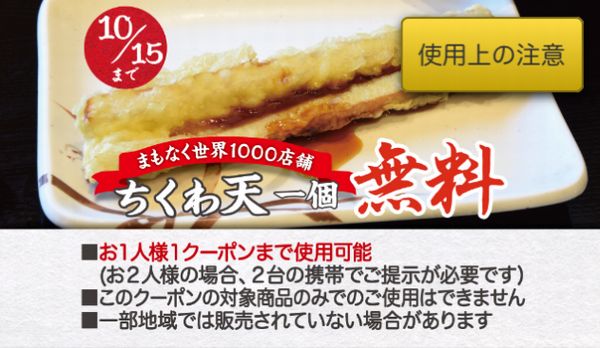 10/15
まで
使用上の注意
まもなく世界1000店舗
ちくわ天一個 無料
■お1人様1クーポンまで使用可能
(お2人様の場合、2台の携帯でご提示が必要です)
■このクーポンの対象商品のみでのご使用はできません
■一部地域では販売されていない場合があります